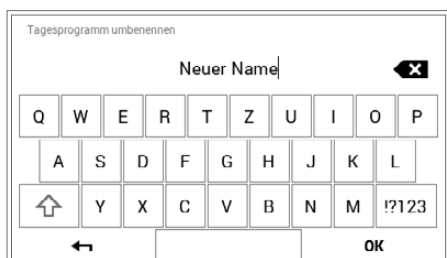 Tagesprogramm umbenennen
Neuer Name
Q W E R T Z U I O P
A S D F G H J K L
Y X C V B N M !?123
OK